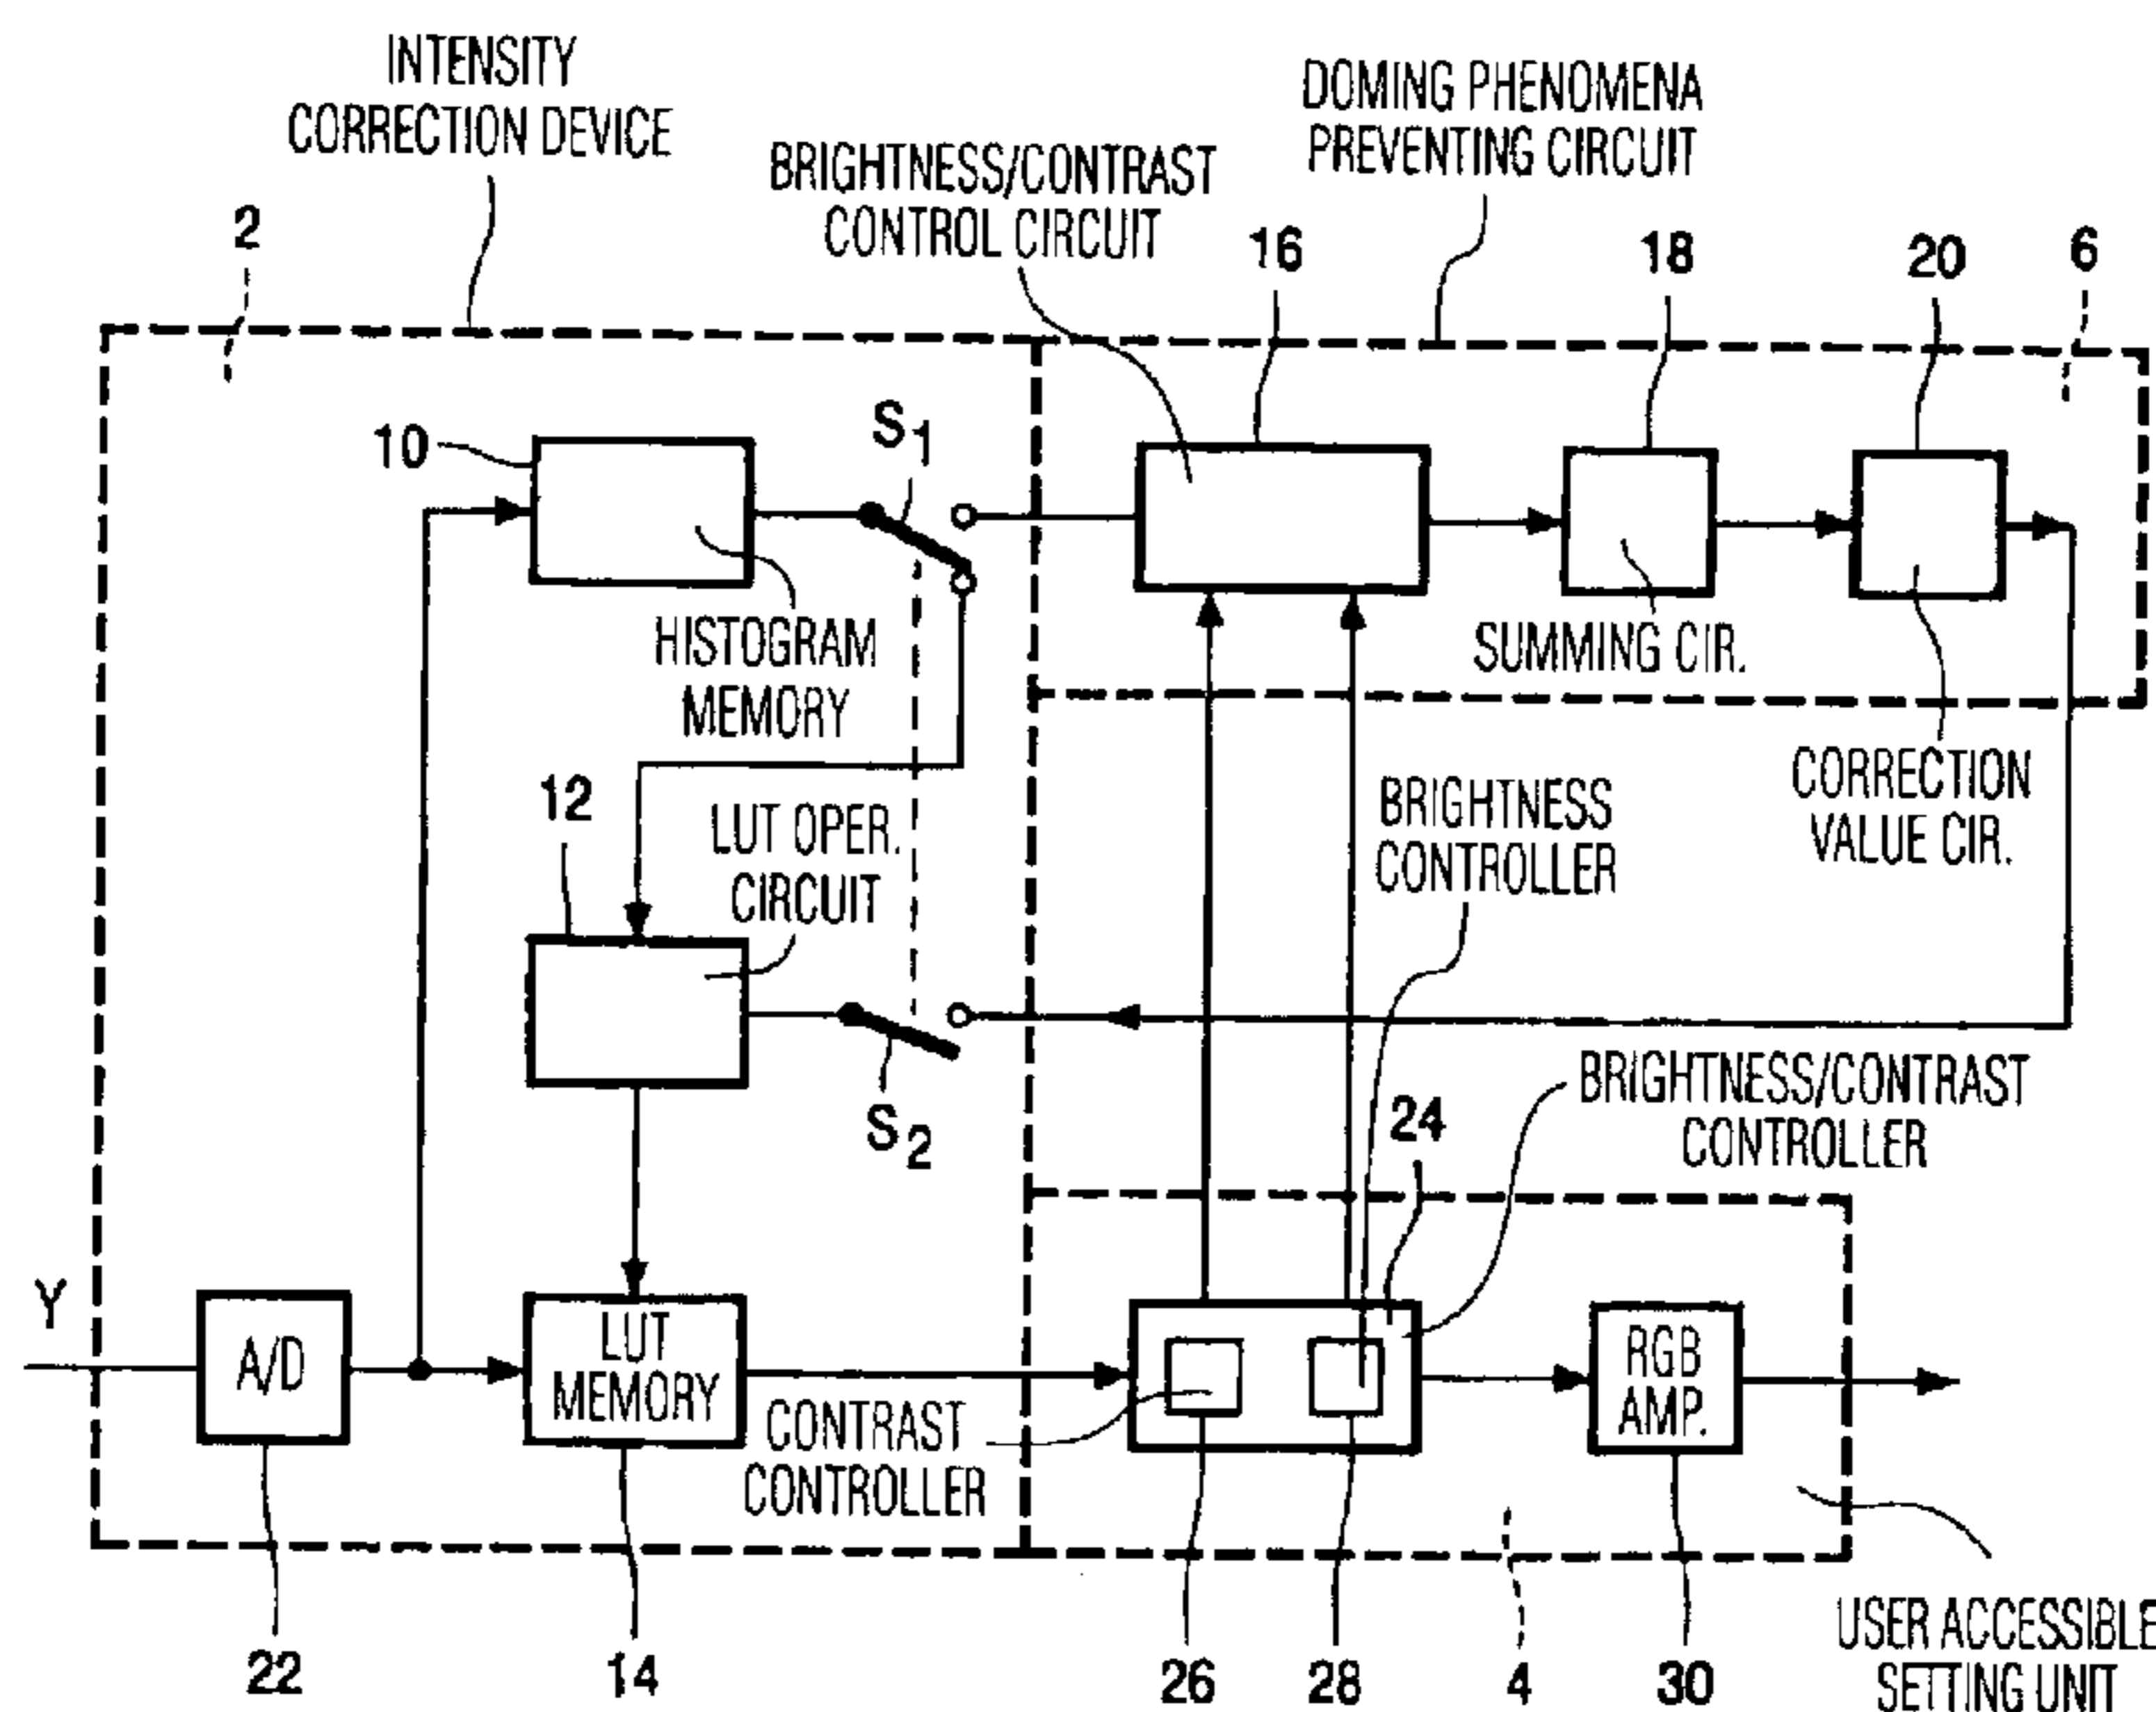 INTENSITY
CORRECTION DEVICE
DOMING PHENOMENA
PREVENTING CIRCUIT
BRIGHTNESS/CONTRAST
CONTROL CIRCUIT
2
16
18
20
6
10
S1
HISTOGRAM
MEMORY
SUMMING CIR.
CORRECTION
VALUE CIR.
12
LUT OPER.
CIRCUIT
BRIGHTNESS
CONTROLLER
S2
24
BRIGHTNESS/CONTRAST
CONTROLLER
Y
A/D
LUT
MEMORY
CONTRAST
CONTROLLER
RGB
AMP.
22
14
26
28
4
30
USER ACCESSIBLE
SETTING UNIT